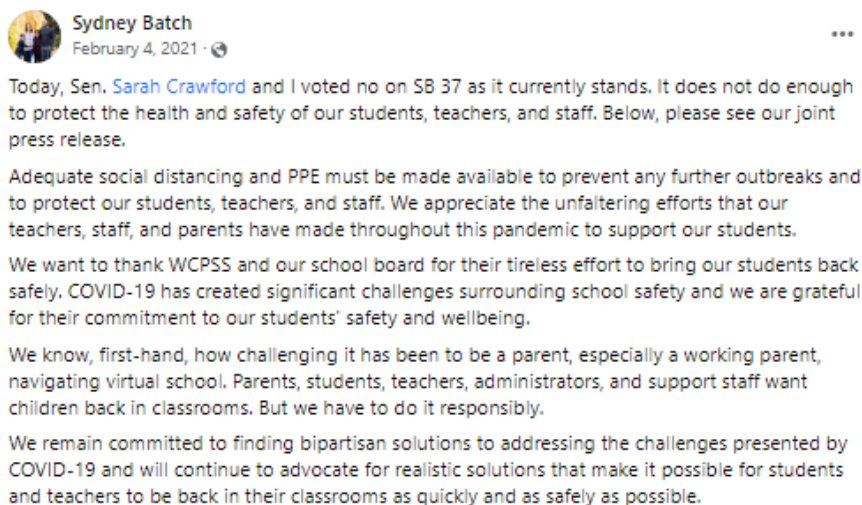 Sydney Batch
February 4, 2021 ·
Today, Sen. Sarah Crawford and I voted no on SB 37 as it currently stands. It does not do enough
to protect the health and safety of our students, teachers, and staff. Below, please see our joint
press release.
Adequate social distancing and PPE must be made available to prevent any further outbreaks and
to protect our students, teachers, and staff. We appreciate the unfaltering efforts that our
teachers, staff, and parents have made throughout this pandemic to support our students.
We want to thank WCPSS and our school board for their tireless effort to bring our students back
safely. COVID-19 has created significant challenges surrounding school safety and we are grateful
for their commitment to our students' safety and wellbeing.
We know, first-hand, how challenging it has been to be a parent, especially a working parent,
navigating virtual school. Parents, students, teachers, administrators, and support staff want
children back in classrooms. But we have to do it responsibly.
We remain committed to finding bipartisan solutions to addressing the challenges presented by
COVID-19 and will continue to advocate for realistic solutions that make it possible for students
and teachers to be back in their classrooms as quickly and as safely as possible.